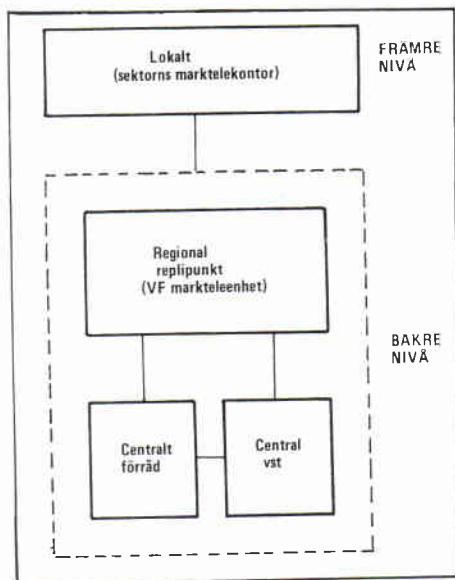 Lokalt
(sektorns marktelekontor)
FRÄMRE
NIVÅ
Regional
replipunkt
(VF markteleenhet)
BAKRE
NIVÅ
Centralt
förråd
Central
vst